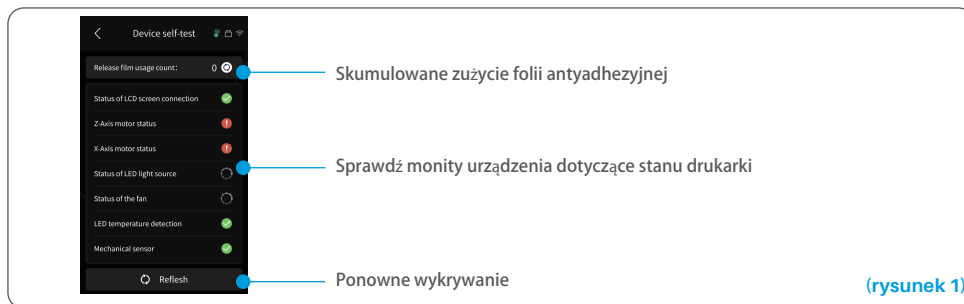 Device self-test
Release film usage count: 0
Skumulowane zużycie folii antyadhezyjnej
Status of LCD screen connection
Z-Axis motor status
X-Axis motor status
Status of LED light source
Sprawdź monity urządzenia dotyczące stanu drukarki
Status of the fan
LED temperature detection
Mechanical sensor
Reflesh
Ponowne wykrywanie
(rysunek 1)